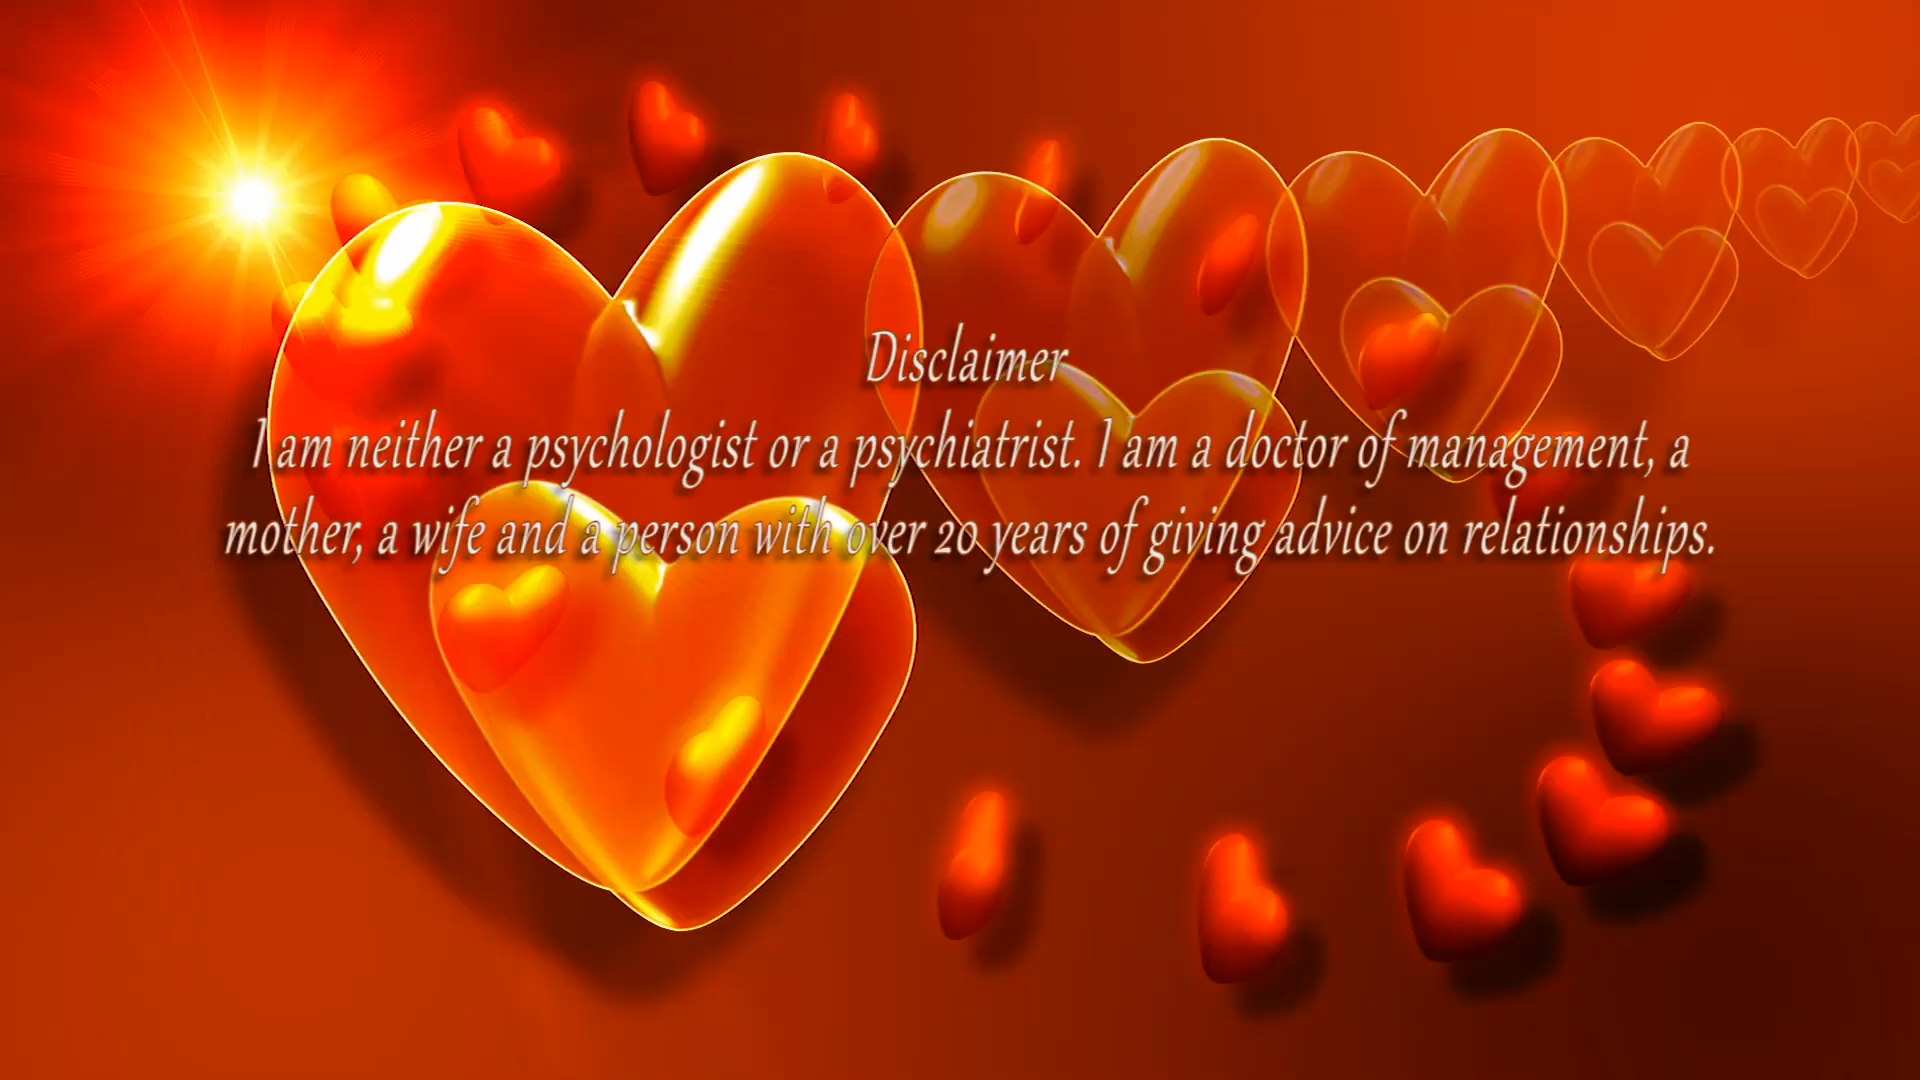 Disclaimer
I am neither a psychologist or a psychiatrist. I am a doctor of management, a
mother, a wife and a person with over 20 years of giving advice on relationships.